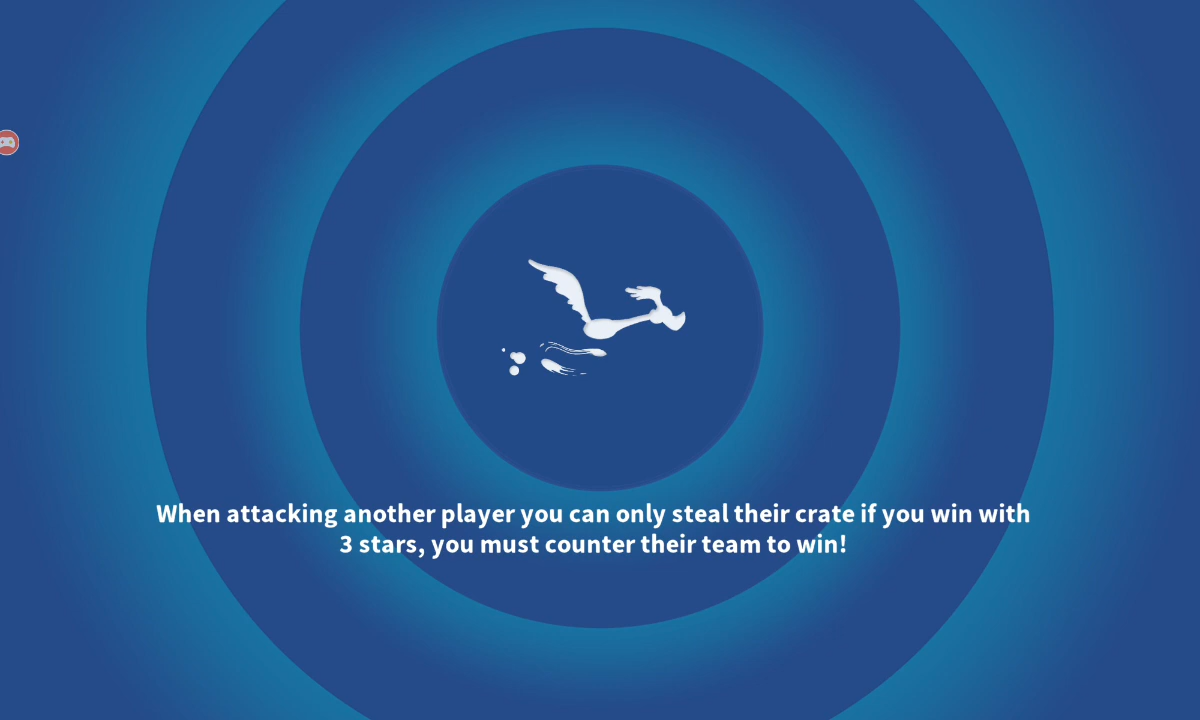 When attacking another player you can only steal their crate if you win with
3 stars, you must counter their team to win!